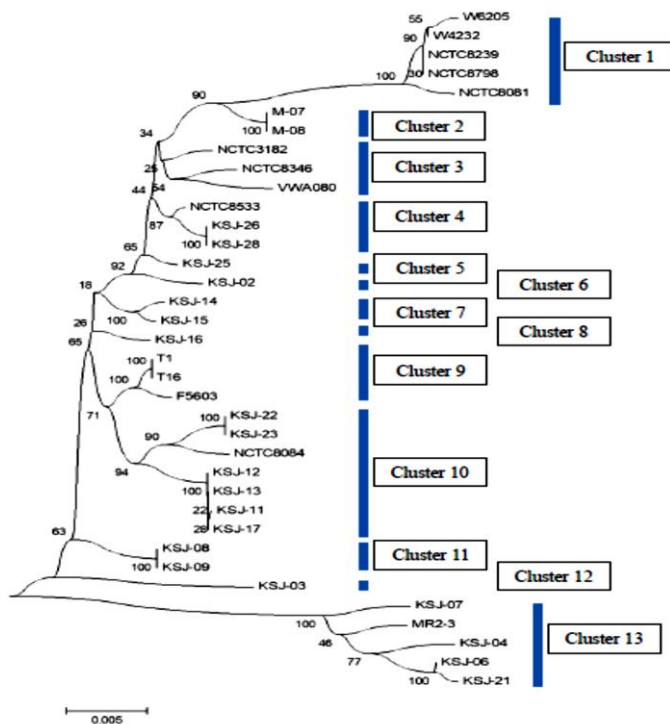 55 W6205
90 W4232
NCTC8239
Cluster 1
30 NCTC8798
100
NCTC8081
90
M-07
100 M-08
Cluster 2
34
NCTC3182
25 NCTC8346
Cluster 3
54
VWA080
44
NCTC8533
87 KSJ-26
Cluster 4
100 KSJ-28
65 KSJ-25
Cluster 5
92
KSJ-02
Cluster 6
18
KSJ-14
Cluster 7
100 KSJ-15
26
KSJ-16
Cluster 8
65
100 T1
T16
Cluster 9
100
F5603
71
100 KSJ-22
KSJ-23
90
NCTC8084
94
KSJ-12
Cluster 10
100 KSJ-13
22 KSJ-11
28 KSJ-17
63
KSJ-08
Cluster 11
100 KSJ-09
KSJ-03
Cluster 12
KSJ-07
100
MR2-3
46
KSJ-04
Cluster 13
77
KSJ-06
100 KSJ-21
0.005